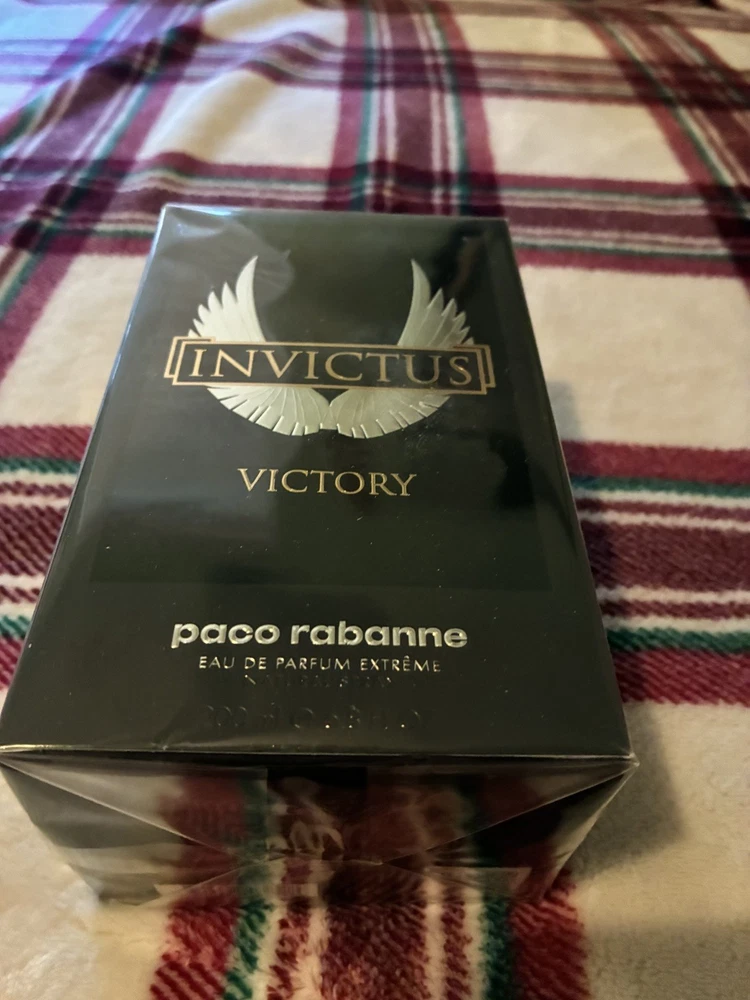 INVICTUS
VICTORY
paco rabanne
EAU DE PARFUM EXTRÊME